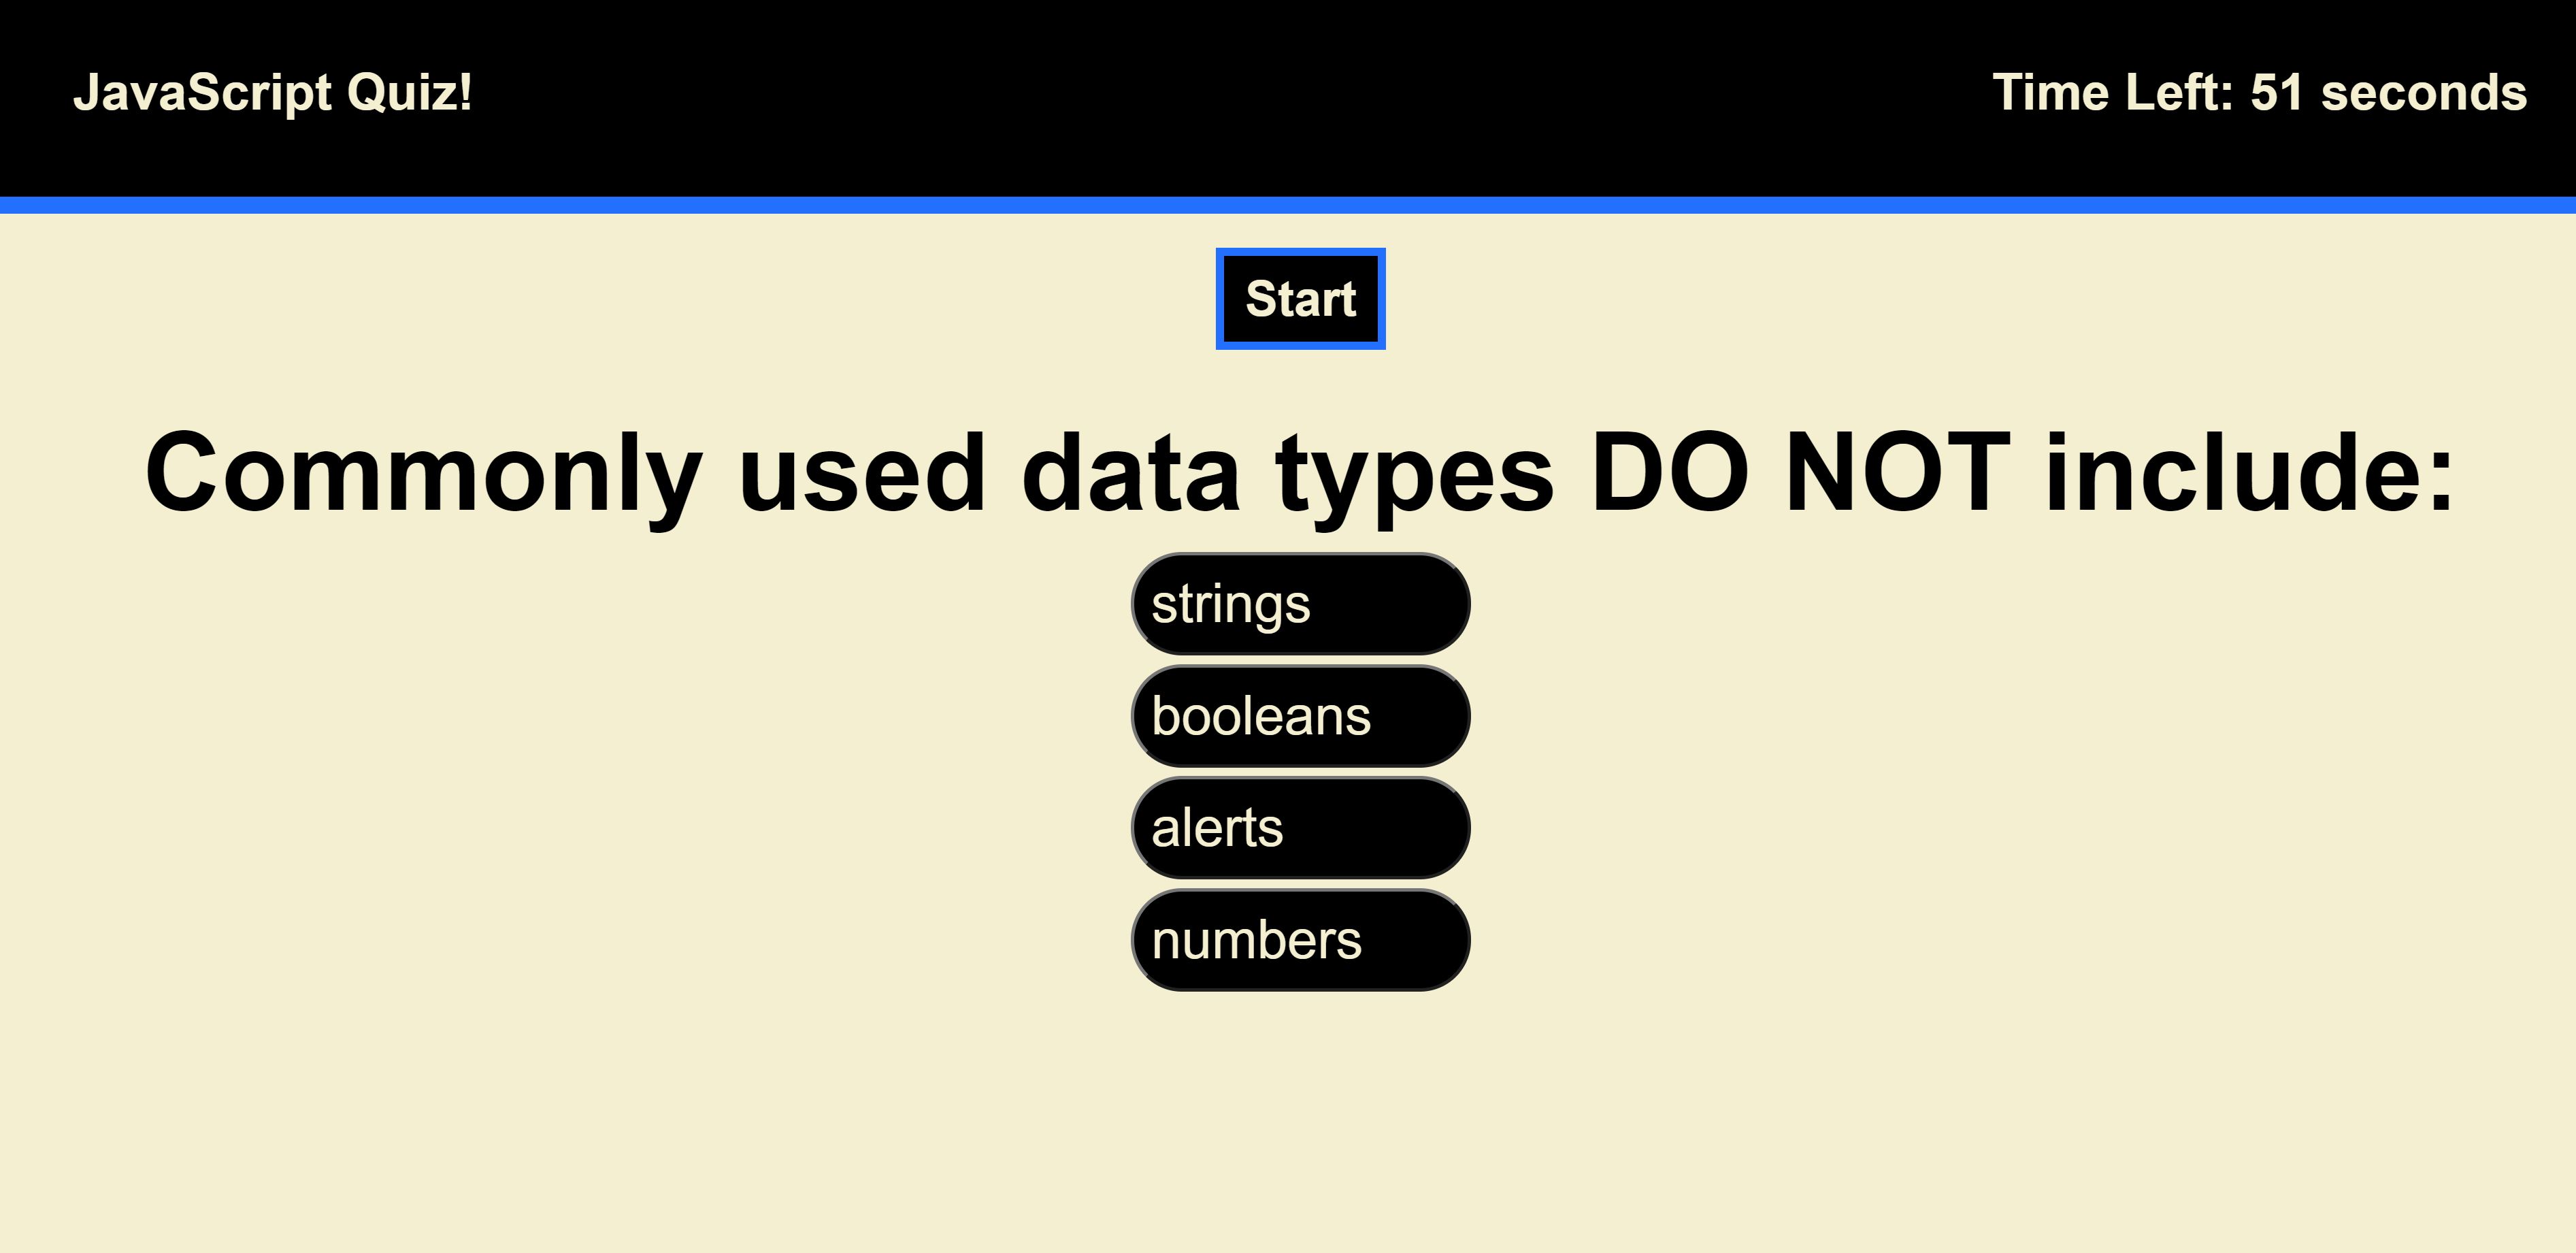 JavaScript Quiz!
Time Left: 51 seconds
Start
Commonly used data types DO NOT include:
strings
booleans
alerts
numbers